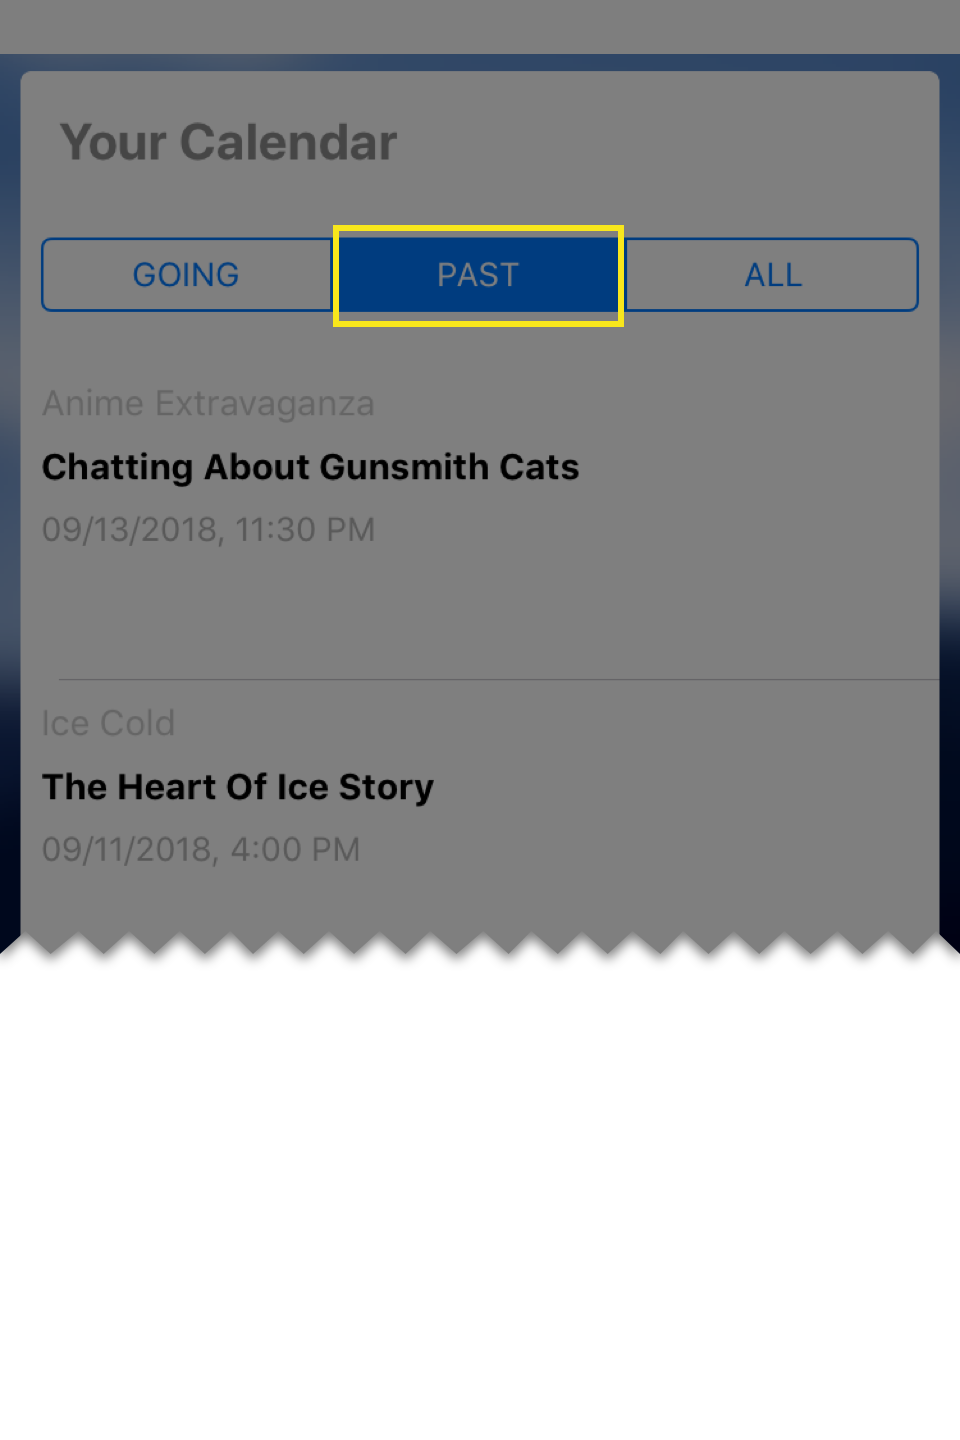 Your Calendar
GOING PAST ALL
Anime Extravaganza
Chatting About Gunsmith Cats
09/13/2018, 11:30 PM
Ice Cold
The Heart Of Ice Story
09/11/2018, 4:00 PM